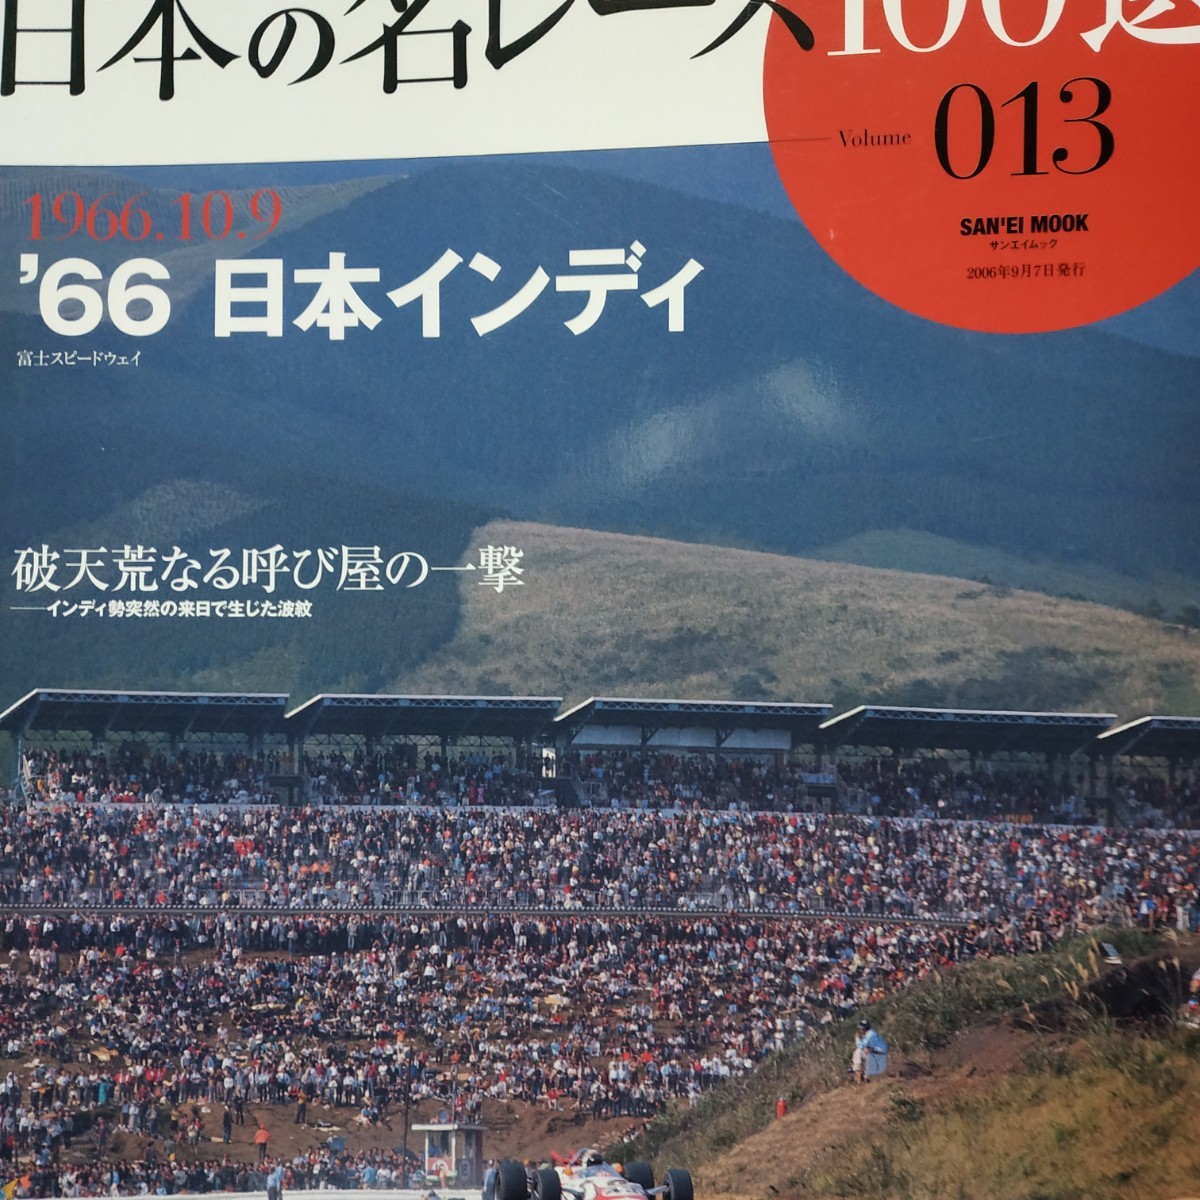 日本の名レース100選
Volume 013
SAN'EI MOOK
サンエイムック
2006年9月7日発行
1966.10.9
'66 日本インディ
富士スピードウェイ
破天荒なる呼び屋の一撃
──インディ勢突然の来日で生じた波紋